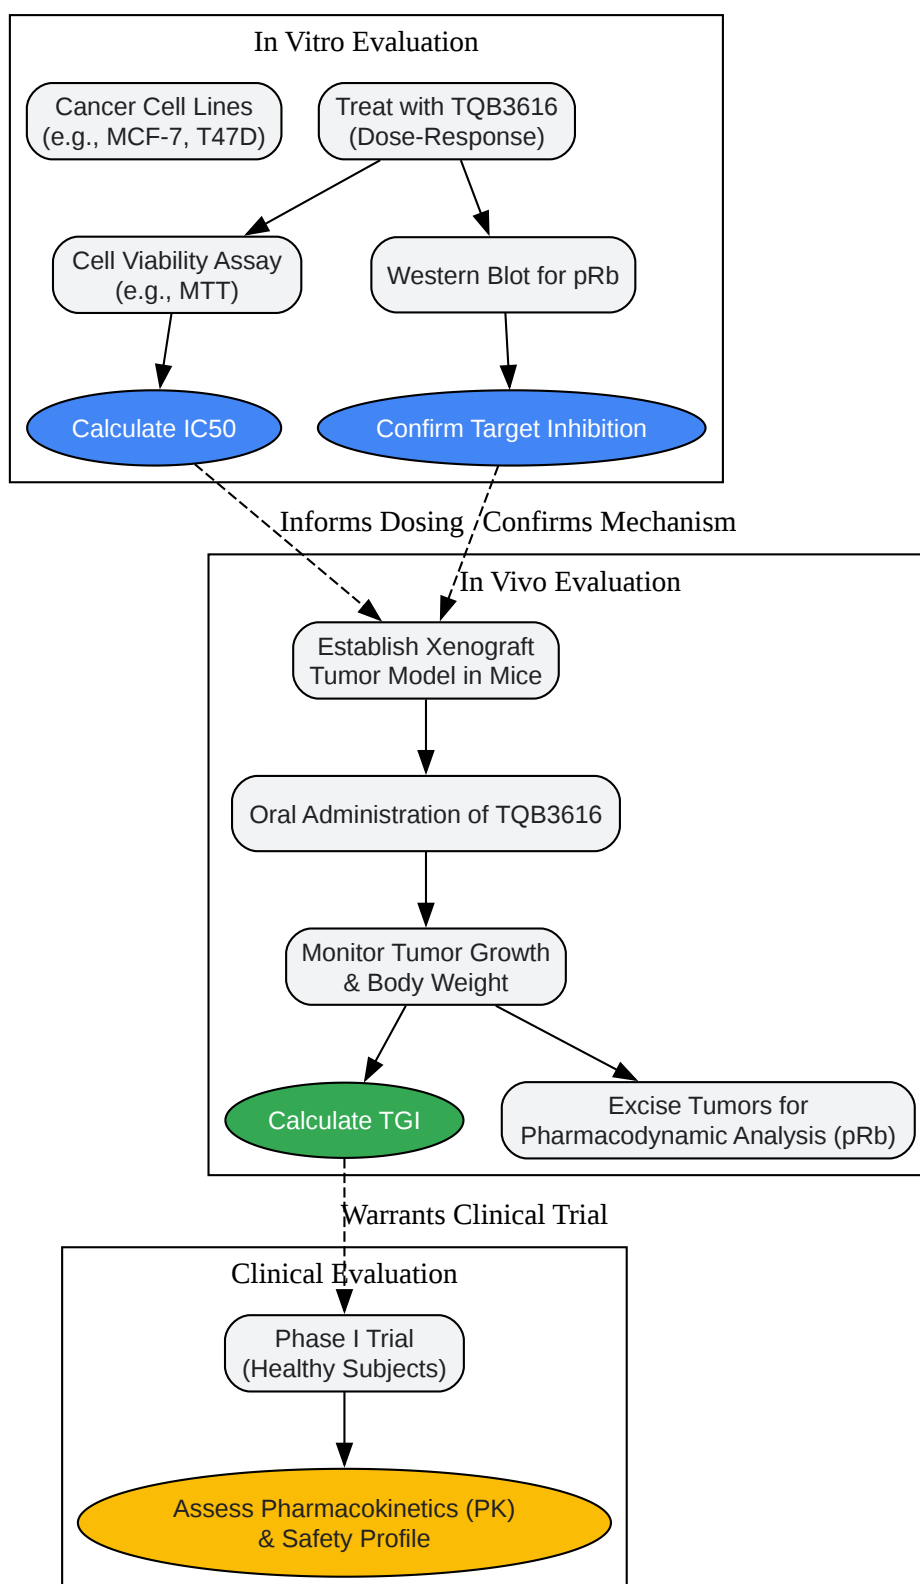 In Vitro Evaluation
Cancer Cell Lines
(e.g., MCF-7, T47D)
Treat with TQB3616
(Dose-Response)
Cell Viability Assay
(e.g., MTT)
Western Blot for pRb
Calculate IC50
Confirm Target Inhibition
Informs Dosing
Confirms Mechanism
In Vivo Evaluation
Establish Xenograft
Tumor Model in Mice
Oral Administration of TQB3616
Monitor Tumor Growth
& Body Weight
Calculate TGI
Excise Tumors for
Pharmacodynamic Analysis (pRb)
Warrants Clinical Trial
Clinical Evaluation
Phase I Trial
(Healthy Subjects)
Assess Pharmacokinetics (PK)
& Safety Profile